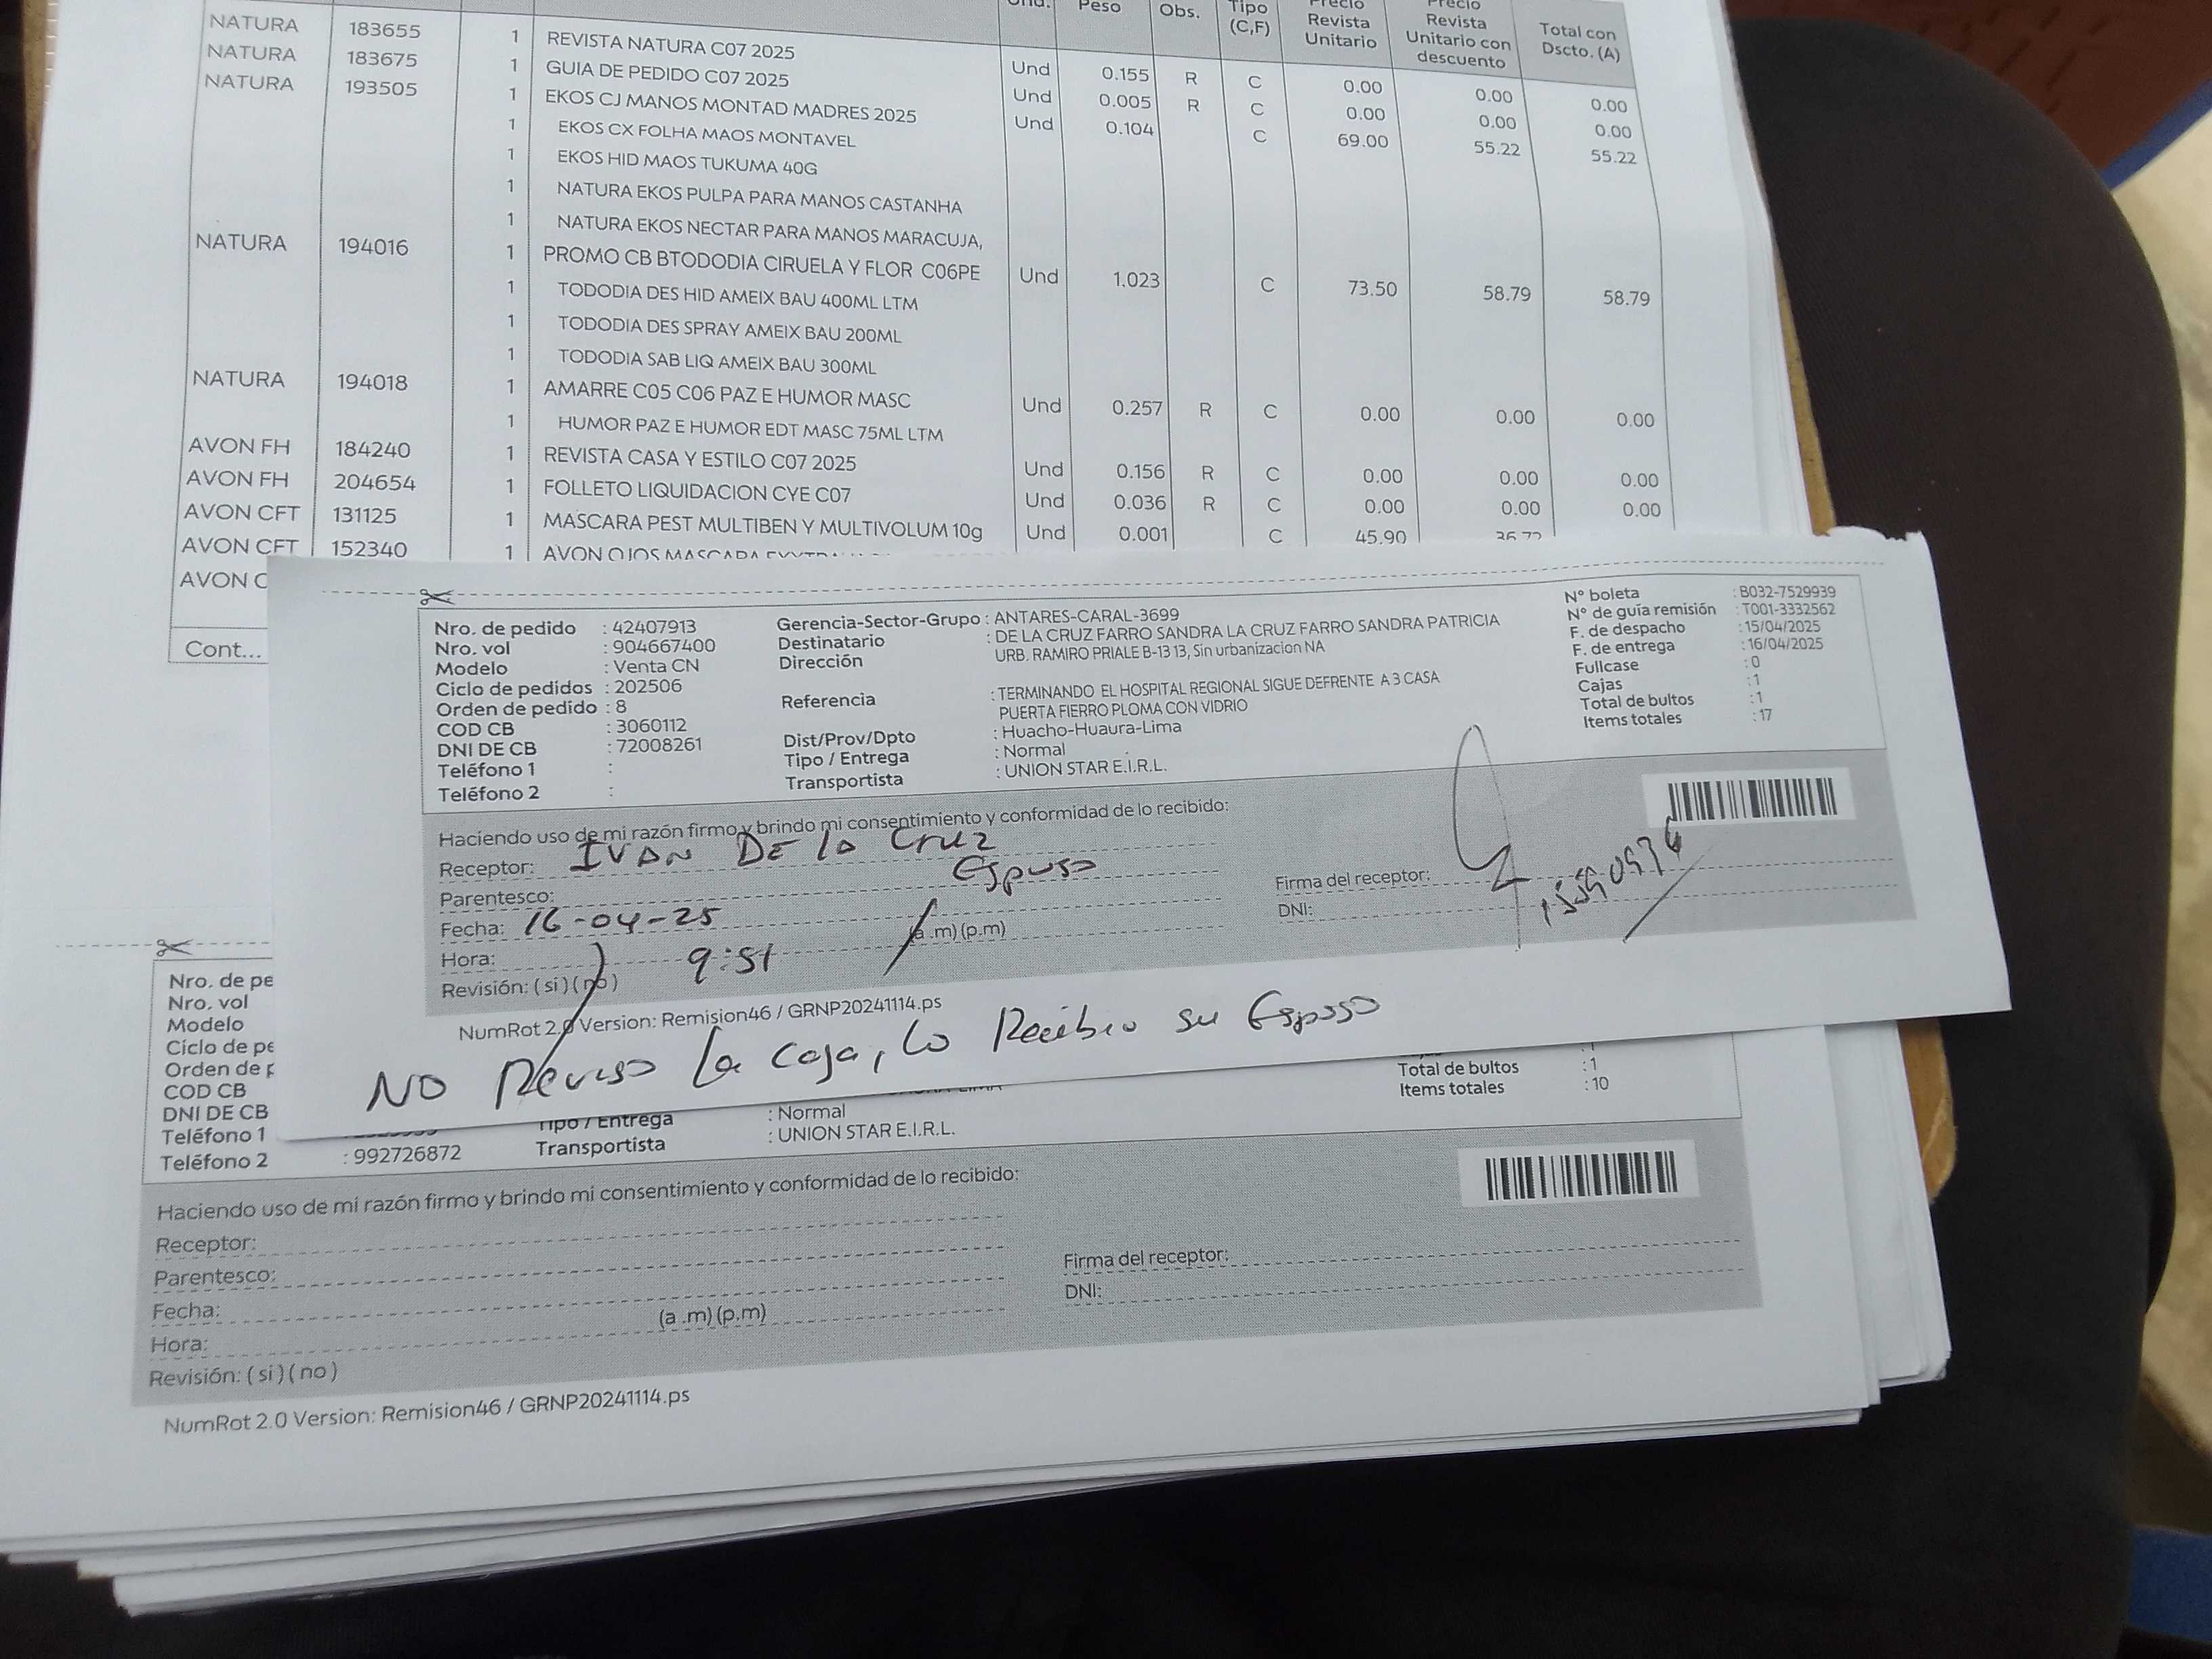 Und. Peso Obs. Tipo (C,F) Precio Revista Unitario Precio Revista Unitario con descuento Total con Dscto. (A)
NATURA 183655 1 REVISTA NATURA C07 2025 Und 0.155 R C 0.00 0.00 0.00
NATURA 183675 1 GUIA DE PEDIDO C07 2025 Und 0.005 R C 0.00 0.00 0.00
NATURA 193505 1 EKOS CJ MANOS MONTAD MADRES 2025 Und 0.104 C 69.00 55.22 55.22
1 EKOS CX FOLHA MAOS MONTAVEL
1 EKOS HID MAOS TUKUMA 40G
1 NATURA EKOS PULPA PARA MANOS CASTANHA
1 NATURA EKOS NECTAR PARA MANOS MARACUJA,
NATURA 194016 1 PROMO CB BTODODIA CIRUELA Y FLOR C06PE Und 1.023 C 73.50 58.79 58.79
1 TODODIA DES HID AMEIX BAU 400ML LTM
1 TODODIA DES SPRAY AMEIX BAU 200ML
1 TODODIA SAB LIQ AMEIX BAU 300ML
NATURA 194018 1 AMARRE C05 C06 PAZ E HUMOR MASC Und 0.257 R C 0.00 0.00 0.00
1 HUMOR PAZ E HUMOR EDT MASC 75ML LTM
AVON FH 184240 1 REVISTA CASA Y ESTILO C07 2025 Und 0.156 R C 0.00 0.00 0.00
AVON FH 204654 1 FOLLETO LIQUIDACION CYE C07 Und 0.036 R C 0.00 0.00 0.00
AVON CFT 131125 1 MASCARA PEST MULTIBEN Y MULTIVOLUM 10g Und 0.001 C 45.90 36.72
AVON CFT 152340 1 AVON OJOS MASCARA
AVON C
Cont...
Nro. de pedido : 42407913
Nro. vol : 904667400
Modelo : Venta CN
Ciclo de pedidos : 202506
Orden de pedido : 8
COD CB : 3060112
DNI DE CB : 72008261
Teléfono 1 :
Teléfono 2 :
Gerencia-Sector-Grupo : ANTARES-CARAL-3699
Destinatario : DE LA CRUZ FARRO SANDRA LA CRUZ FARRO SANDRA PATRICIA
Dirección URB. RAMIRO PRIALE B-13 13, Sin urbanizacion NA
Referencia : TERMINANDO EL HOSPITAL REGIONAL SIGUE DEFRENTE A 3 CASA
PUERTA FIERRO PLOMA CON VIDRIO
Dist/Prov/Dpto : Huacho-Huaura-Lima
Tipo / Entrega : Normal
Transportista : UNION STAR E.I.R.L.
N° boleta : B032-7529939
N° de guía remisión : T001-3332562
F. de despacho : 15/04/2025
F. de entrega : 16/04/2025
Fullcase : 0
Cajas : 1
Total de bultos : 1
Items totales : 17
Haciendo uso de mi razón firmo y brindo mi consentimiento y conformidad de lo recibido:
Receptor: IVAN DE la Cruz
Parentesco: Esposo
Fecha: 16-04-25
Hora: 9:51 (a .m) (p.m)
Revisión: ( si ) ( no )
Firma del receptor:
DNI:
NumRot 2.0 Version: Remision46 / GRNP20241114.ps
NO Reviso la caja, lo Recibio su Esposo
Nro. de pe
Nro. vol
Modelo
Ciclo de pe
Orden de p
COD CB
DNI DE CB
Teléfono 1
Teléfono 2 : 992726872
Tipo / Entrega : Normal
Transportista : UNION STAR E.I.R.L.
Total de bultos : 1
Items totales : 10
Haciendo uso de mi razón firmo y brindo mi consentimiento y conformidad de lo recibido:
Receptor:
Parentesco:
Fecha:
Hora: (a .m) (p.m)
Revisión: ( si ) ( no )
Firma del receptor:
DNI:
NumRot 2.0 Version: Remision46 / GRNP20241114.ps